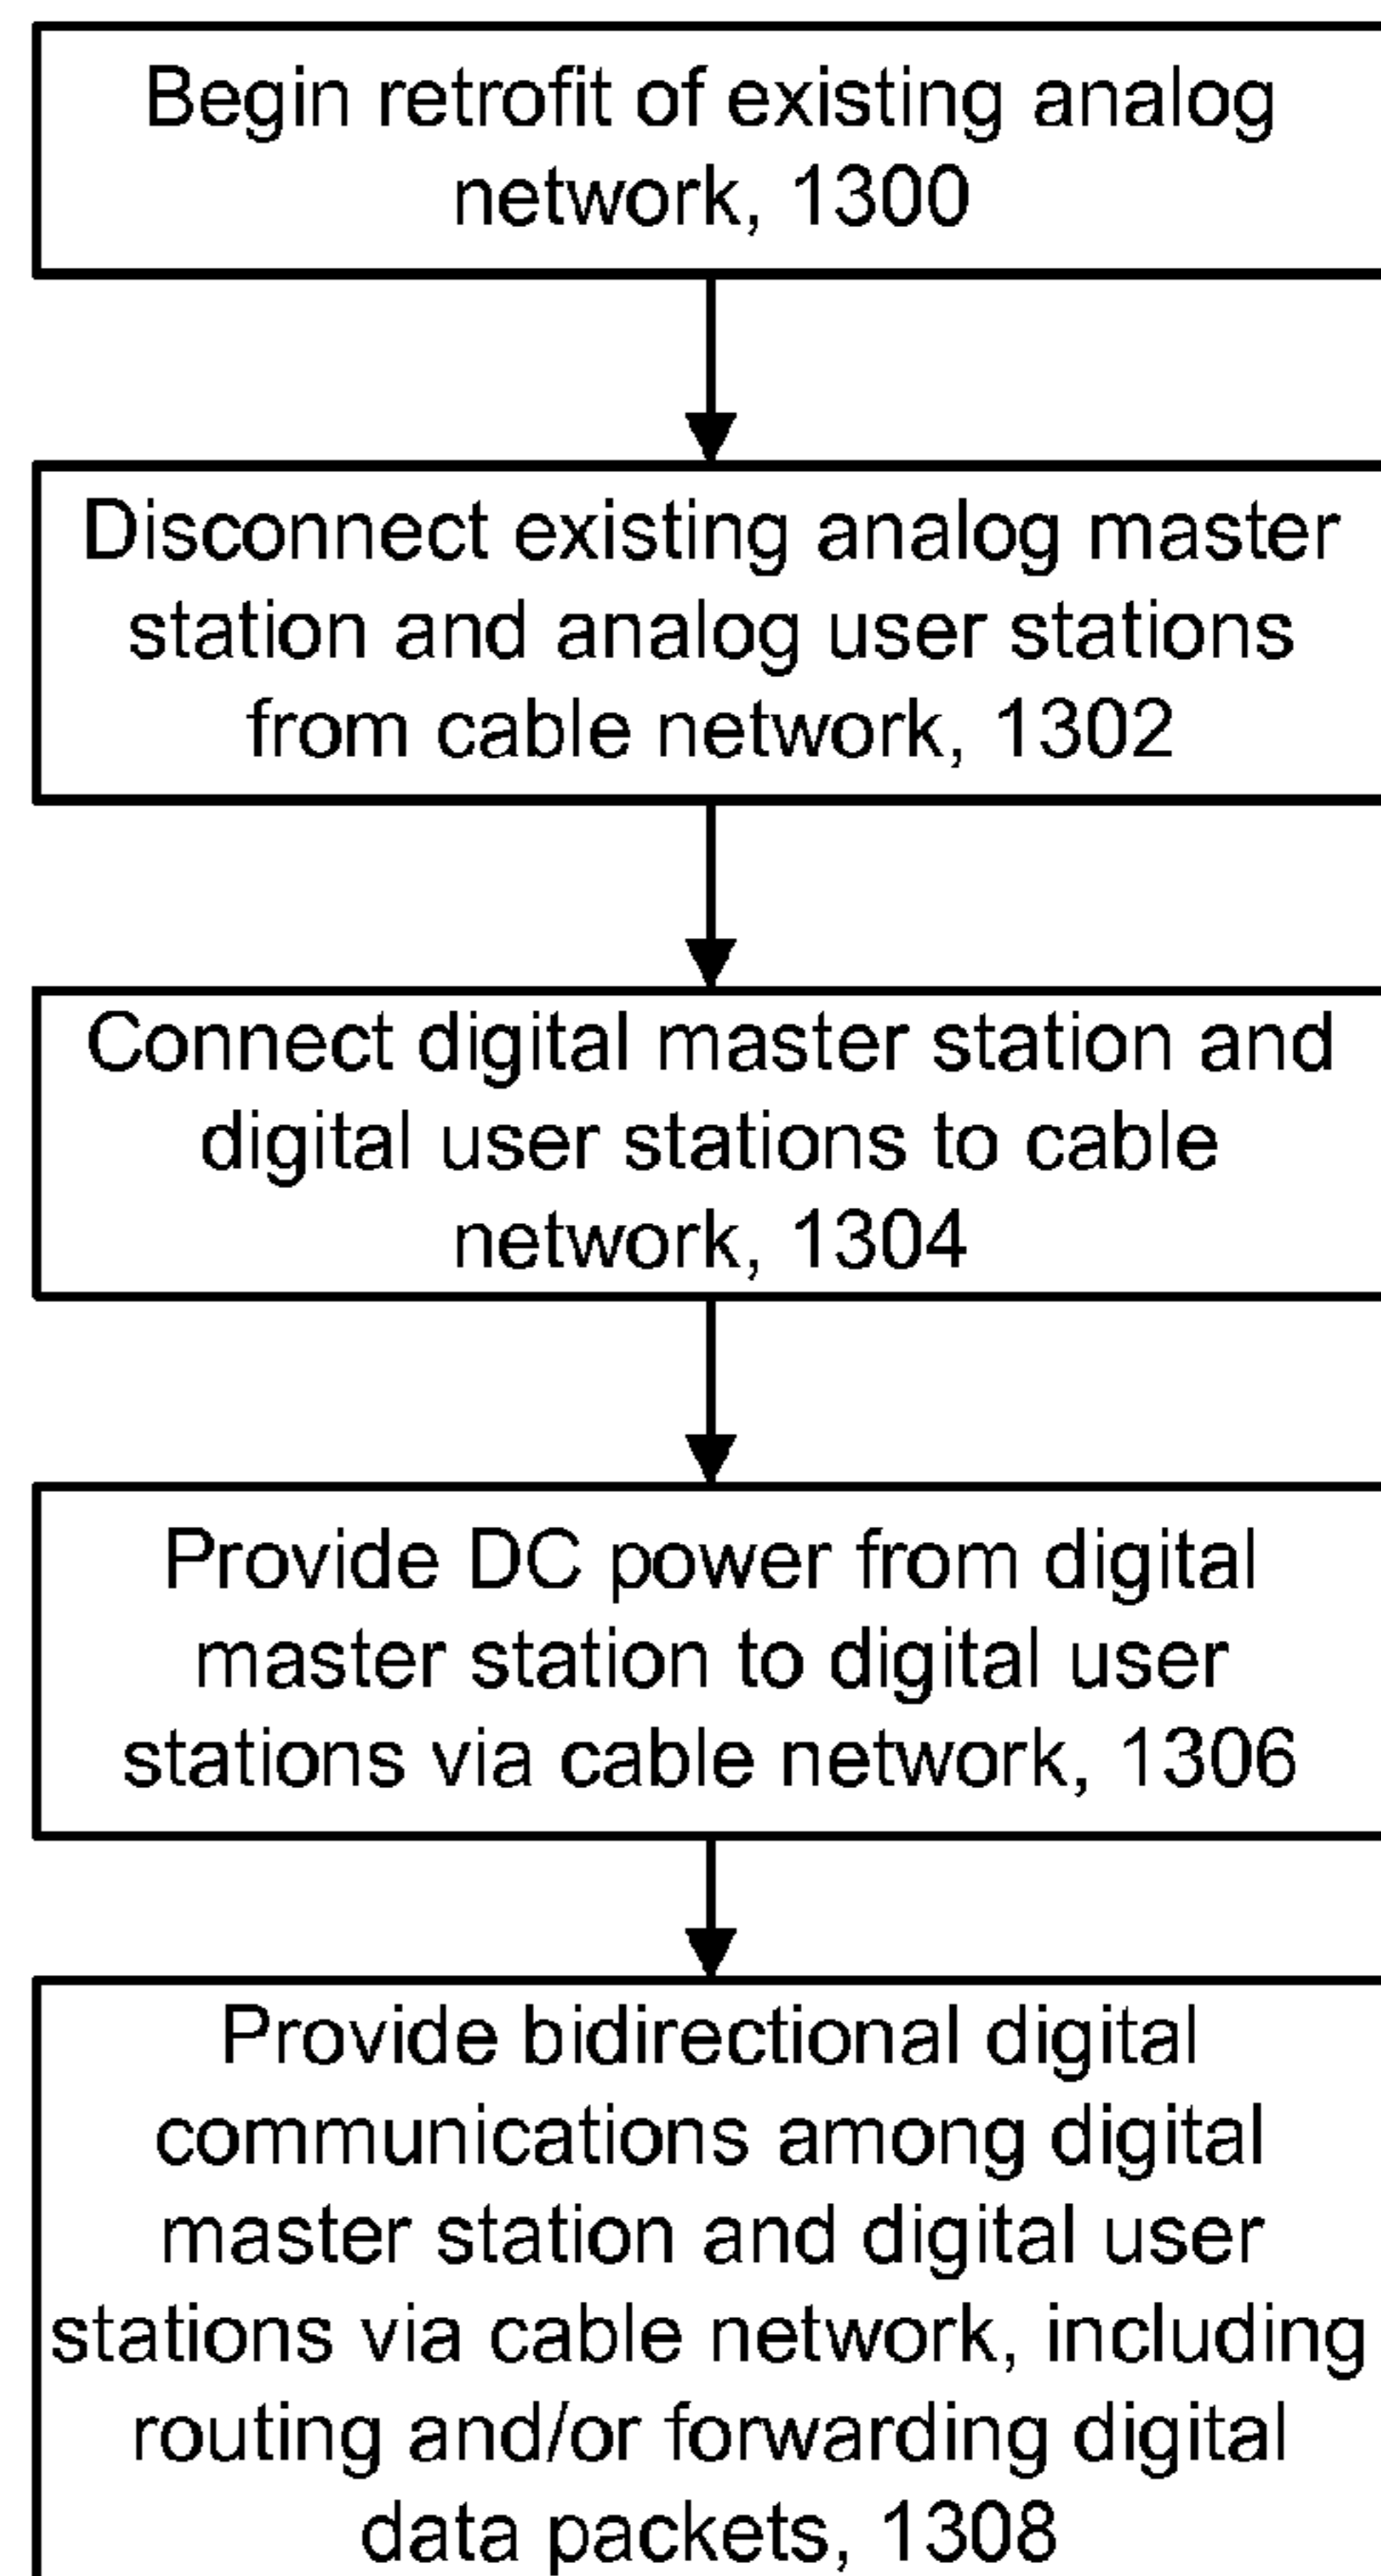 Begin retrofit of existing analog
network, 1300
Disconnect existing analog master
station and analog user stations
from cable network, 1302
Connect digital master station and
digital user stations to cable
network, 1304
Provide DC power from digital
master station to digital user
stations via cable network, 1306
Provide bidirectional digital
communications among digital
master station and digital user
stations via cable network, including
routing and/or forwarding digital
data packets, 1308